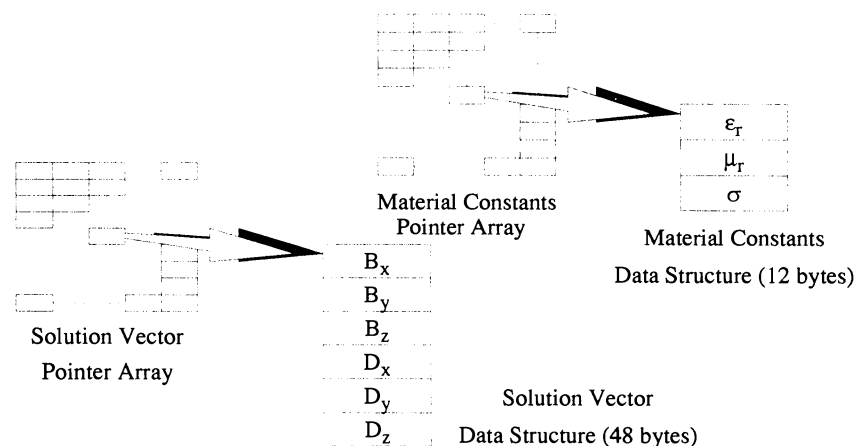 ε_r
μ_r
σ
Material Constants
Pointer Array
Material Constants
Data Structure (12 bytes)
B_x
B_y
B_z
D_x
D_y
D_z
Solution Vector
Pointer Array
Solution Vector
Data Structure (48 bytes)